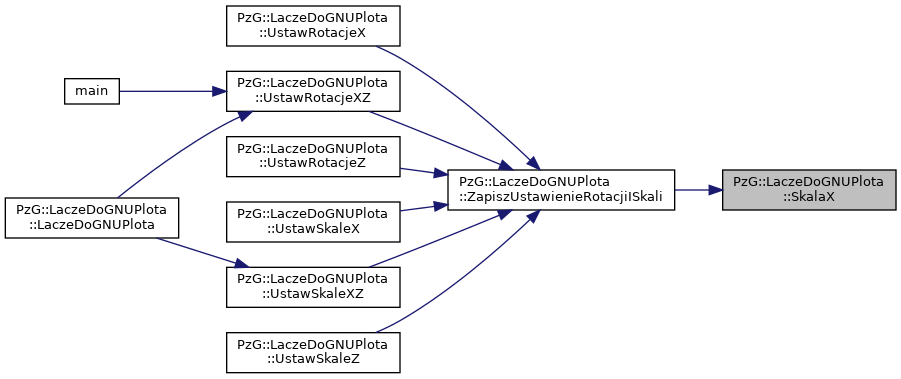 PzG::LaczeDoGNUPlota
::UstawRotacjeX
PzG::LaczeDoGNUPlota
::UstawRotacjeXZ
main
PzG::LaczeDoGNUPlota
::UstawRotacjeZ
PzG::LaczeDoGNUPlota
::ZapiszUstawienieRotacjiISkali
PzG::LaczeDoGNUPlota
::SkalaX
PzG::LaczeDoGNUPlota
::LaczeDoGNUPlota
PzG::LaczeDoGNUPlota
::UstawSkaleX
PzG::LaczeDoGNUPlota
::UstawSkaleXZ
PzG::LaczeDoGNUPlota
::UstawSkaleZ